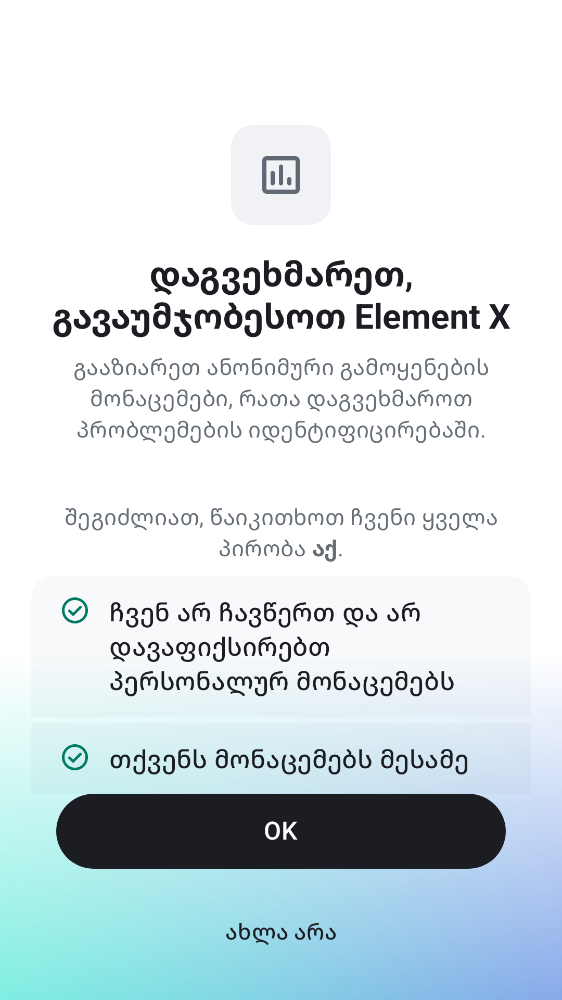 დაგვეხმარეთ,
გავაუმჯობესოთ Element X
გააზიარეთ ანონიმური გამოყენების
მონაცემები, რათა დაგვეხმაროთ
პრობლემების იდენტიფიცირებაში.
შეგიძლიათ, წაიკითხოთ ჩვენი ყველა
პირობა აქ.
ჩვენ არ ჩავწერთ და არ
დავაფიქსირებთ
პერსონალურ მონაცემებს
თქვენს მონაცემებს მესამე
OK
ახლა არა